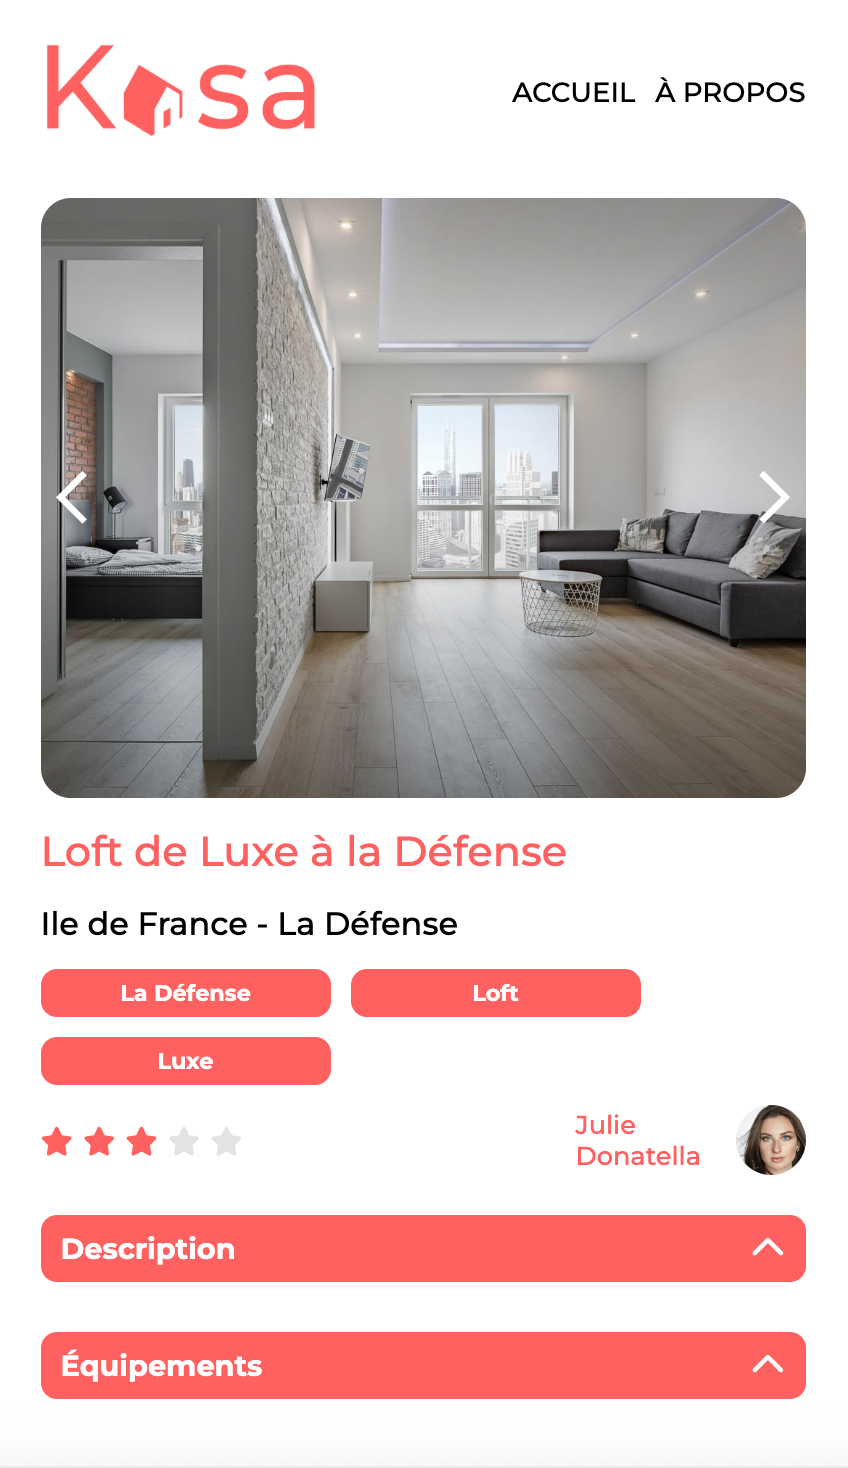 Kasa
ACCUEIL À PROPOS
Loft de Luxe à la Défense
Ile de France - La Défense
La Défense
Loft
Luxe
Julie
Donatella
Description
Équipements